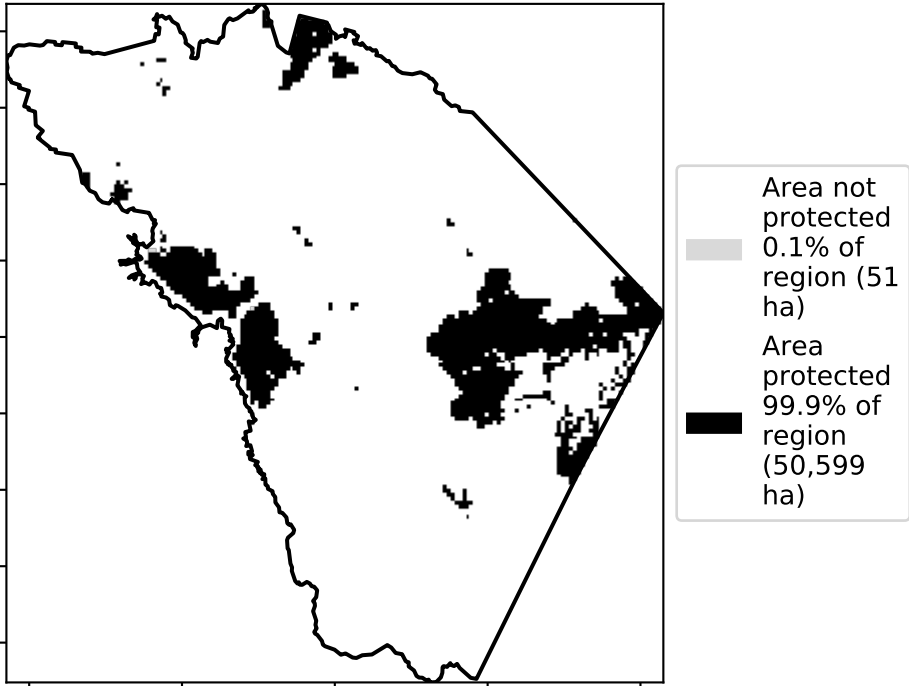 Area not
protected
0.1% of
region (51
ha)
Area
protected
99.9% of
region
(50,599
ha)